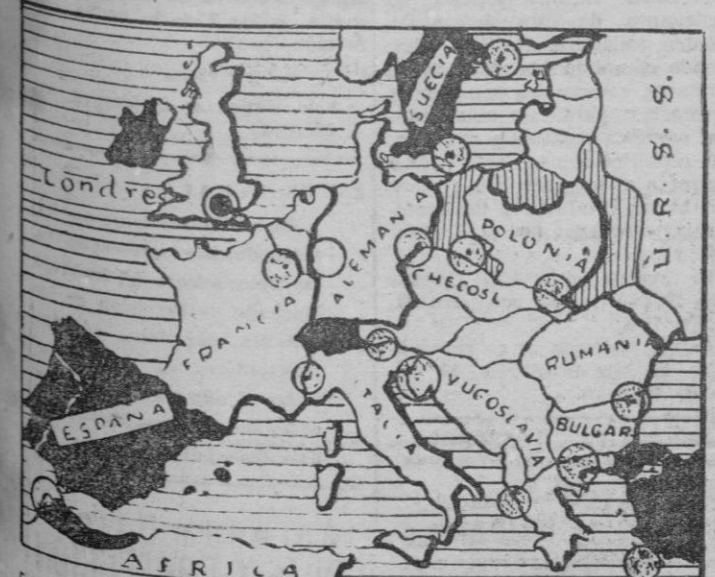 SUECIA
U.R.S.S.
Londres
ALEMANIA
POLONIA
CHECOSL
FRANCIA
RUMANIA
ESPAÑA
ITALIA
YUGOSLAVIA
BULGAR
AFRICA